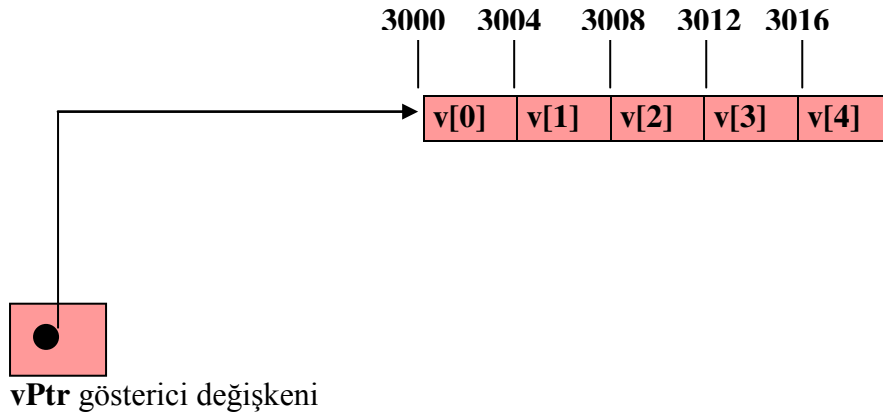 3000 3004 3008 3012 3016
v[0] v[1] v[2] v[3] v[4]
vPtr gösterici değişkeni